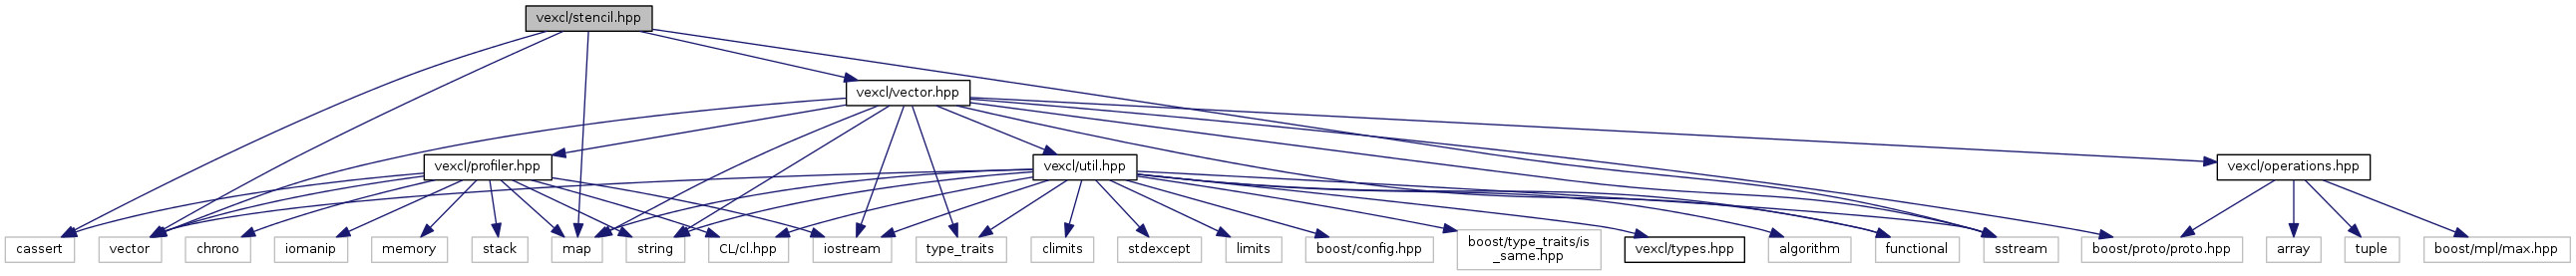 vexcl/stencil.hpp
vexcl/vector.hpp
vexcl/profiler.hpp
vexcl/util.hpp
vexcl/operations.hpp
cassert
vector
chrono
iomanip
memory
stack
map
string
CL/cl.hpp
iostream
type_traits
climits
stdexcept
limits
boost/config.hpp
boost/type_traits/is
_same.hpp
vexcl/types.hpp
algorithm
functional
sstream
boost/proto/proto.hpp
array
tuple
boost/mpl/max.hpp